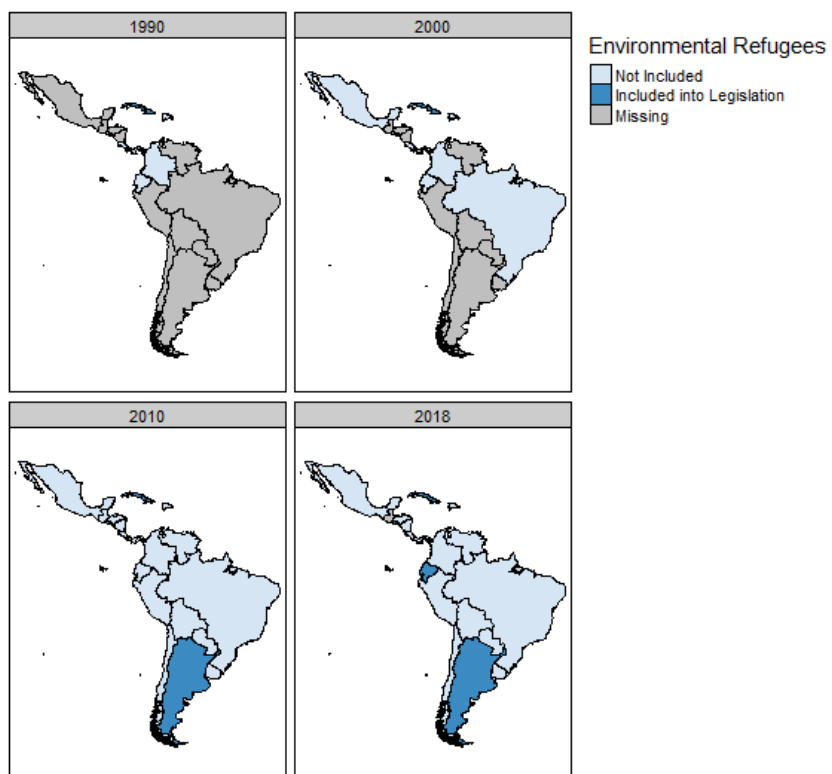 1990
2000
Environmental Refugees
Not Included
Included into Legislation
Missing
2010
2018